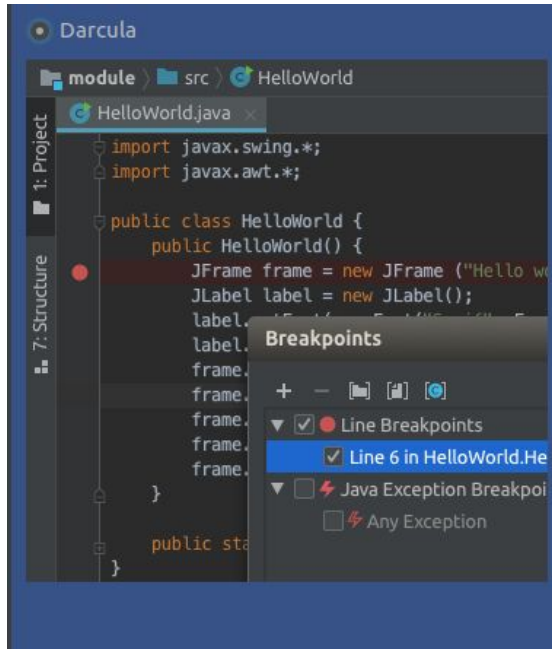 Darcula
module src HelloWorld
HelloWorld.java
1: Project
7: Structure
import javax.swing.*;
import javax.awt.*;
public class HelloWorld {
public HelloWorld() {
JFrame frame = new JFrame ("Hello wo
JLabel label = new JLabel();
label.
label.
frame.
frame.
frame.
frame.
frame.
}
public sta
}
Breakpoints
Line Breakpoints
Line 6 in HelloWorld.He
Java Exception Breakpoi
Any Exception